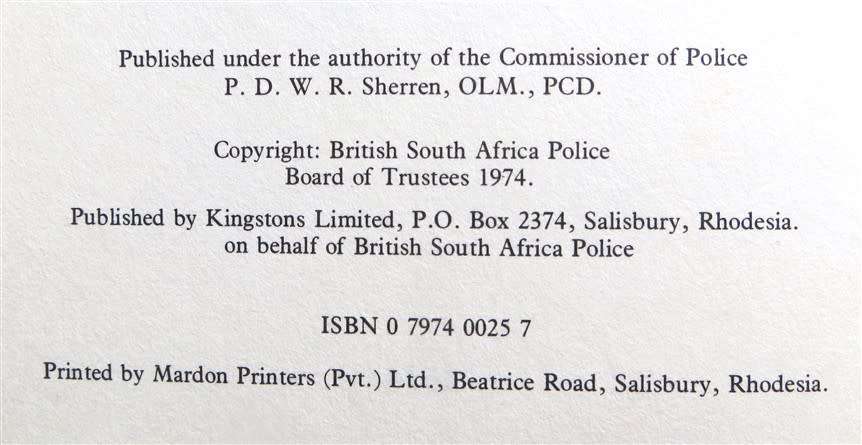 Published under the authority of the Commissioner of Police
P. D. W. R. Sherren, OLM., PCD.
Copyright: British South Africa Police
Board of Trustees 1974.
Published by Kingstons Limited, P.O. Box 2374, Salisbury, Rhodesia.
on behalf of British South Africa Police
ISBN 0 7974 0025 7
Printed by Mardon Printers (Pvt.) Ltd., Beatrice Road, Salisbury, Rhodesia.